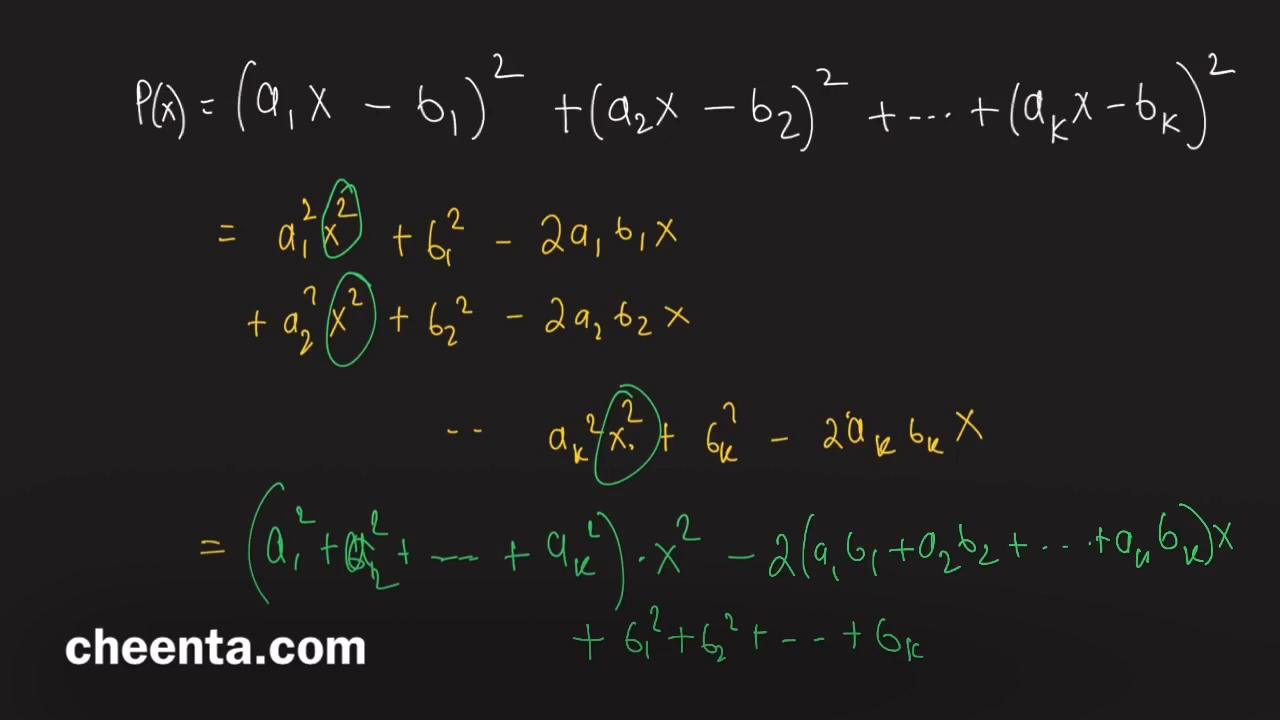 P(x) = (a₁x - b₁)² + (a₂x - b₂)² + ... + (aₖx - bₖ)²
= a₁²x² + b₁² - 2a₁b₁x
+ a₂²x² + b₂² - 2a₂b₂x
.. aₖ²x² + bₖ² - 2aₖbₖx
= (a₁² + a₂² + ... + aₖ²)·x² - 2(a₁b₁ + a₂b₂ + ... + aₖbₖ)x
+ b₁² + b₂² + ... + bₖ
cheenta.com